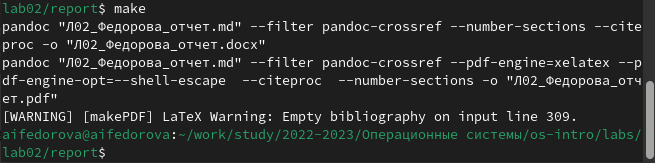 lab02/report$ make
pandoc "Л02_Федорова_отчет.md" --filter pandoc-crossref --number-sections --cite
proc -o "Л02_Федорова_отчет.docx"
pandoc "Л02_Федорова_отчет.md" --filter pandoc-crossref --pdf-engine=xelatex --p
df-engine-opt=--shell-escape  --citeproc  --number-sections -o "Л02_Федорова_отч
ет.pdf"
[WARNING] [makePDF] LaTeX Warning: Empty bibliography on input line 309.
aifedorova@aifedorova:~/work/study/2022-2023/Операционные системы/os-intro/labs/
lab02/report$